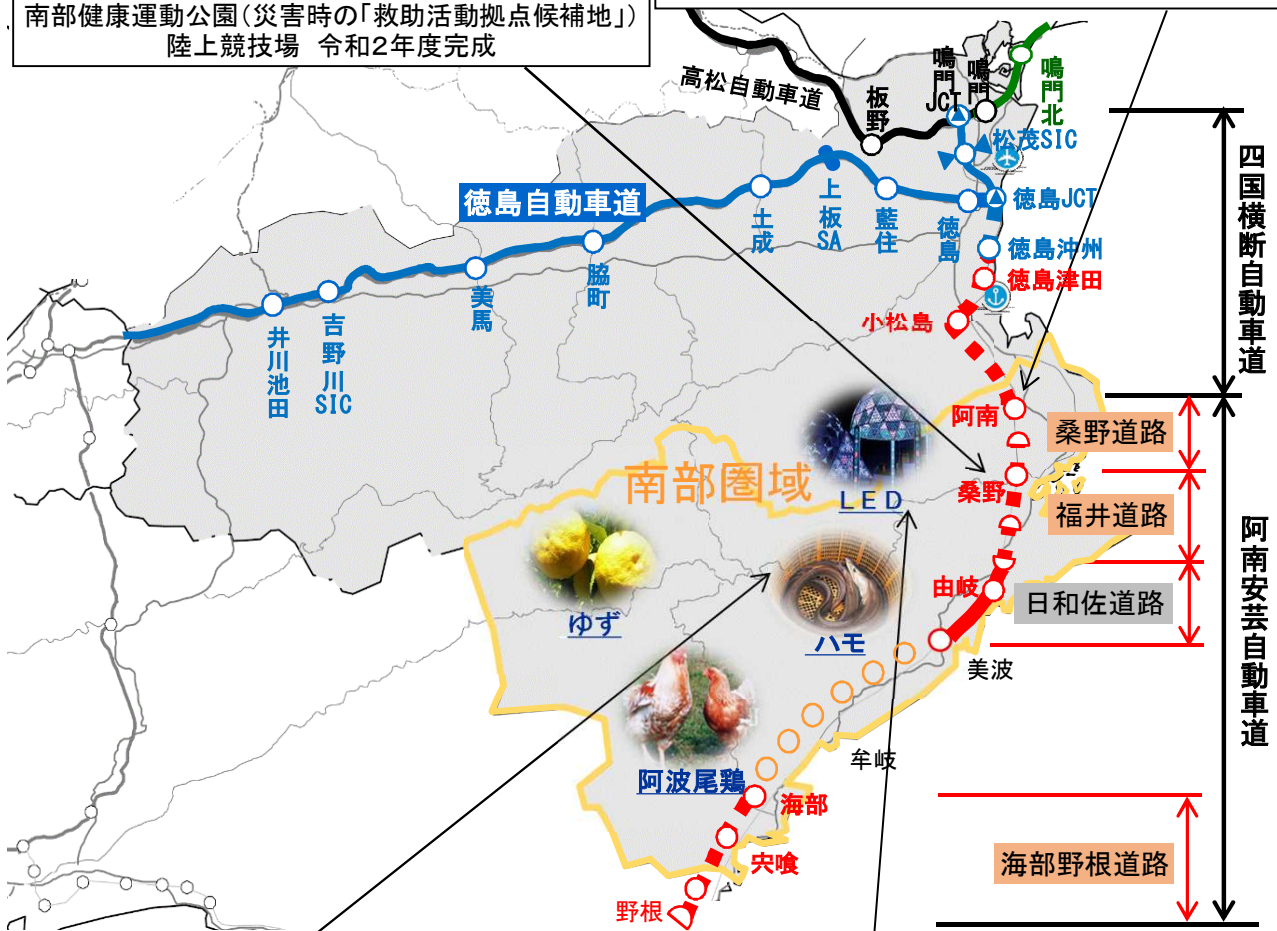 南部健康運動公園(災害時の「救助活動拠点候補地」)
陸上競技場 令和2年度完成
高松自動車道
板野
鳴門JCT
鳴門
鳴門北
松茂SIC
徳島自動車道
土成
上板SA
藍住
徳島
徳島JCT
徳島沖州
徳島津田
小松島
脇町
美馬
吉野川SIC
井川池田
四国横断自動車道
阿南
桑野道路
南部圏域
LED
桑野
福井道路
ゆず
ハモ
由岐
日和佐道路
美波
阿南安芸自動車道
牟岐
阿波尾鶏
海部
宍喰
海部野根道路
野根